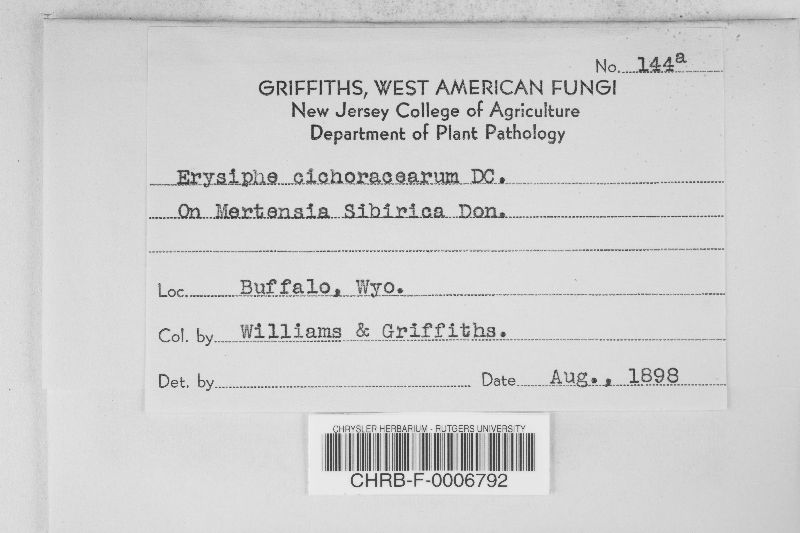 No. 144a
GRIFFITHS, WEST AMERICAN FUNGI
New Jersey College of Agriculture
Department of Plant Pathology
Erysiphe cichoracearum DC.
On Mertensia Sibirica Don.
Loc. Buffalo, Wyo.
Col. by Williams & Griffiths.
Det. by
Date Aug., 1898
CHRYSLER HERBARIUM - RUTGERS UNIVERSITY
CHRB-F-0006792